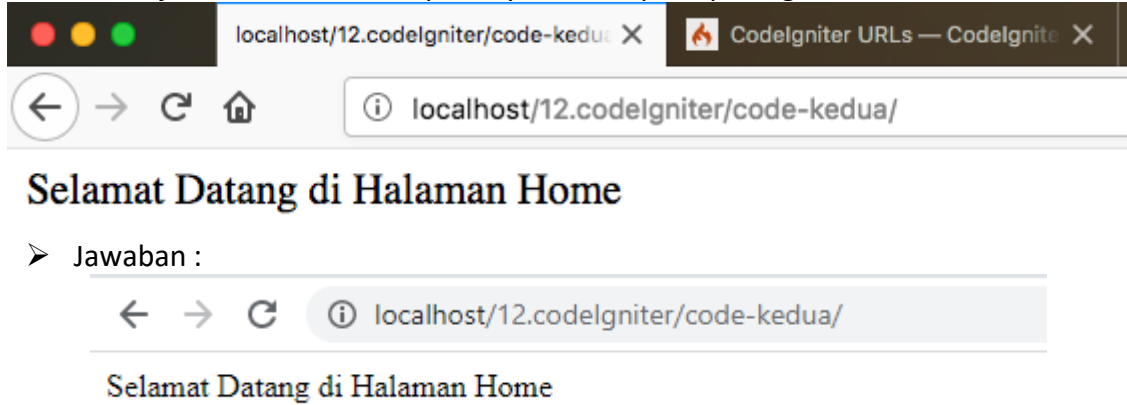 localhost/12.codeIgniter/code-kedua
CodeIgniter URLs — CodeIgnite
localhost/12.codeIgniter/code-kedua/
Selamat Datang di Halaman Home
➢ Jawaban :
localhost/12.codeIgniter/code-kedua/
Selamat Datang di Halaman Home